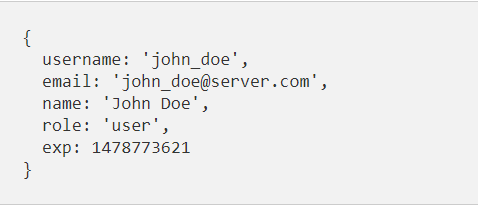 {
  username: 'john_doe',
  email: 'john_doe@server.com',
  name: 'John Doe',
  role: 'user',
  exp: 1478773621
}